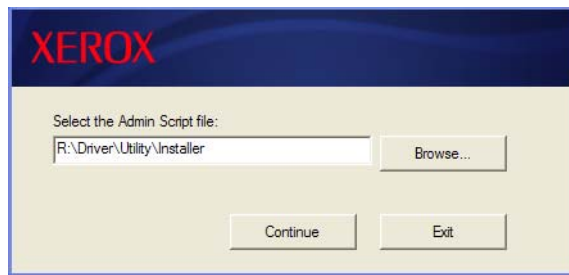 XEROX
Select the Admin Script file:
R:\Driver\Utility\Installer
Browse...
Continue
Exit